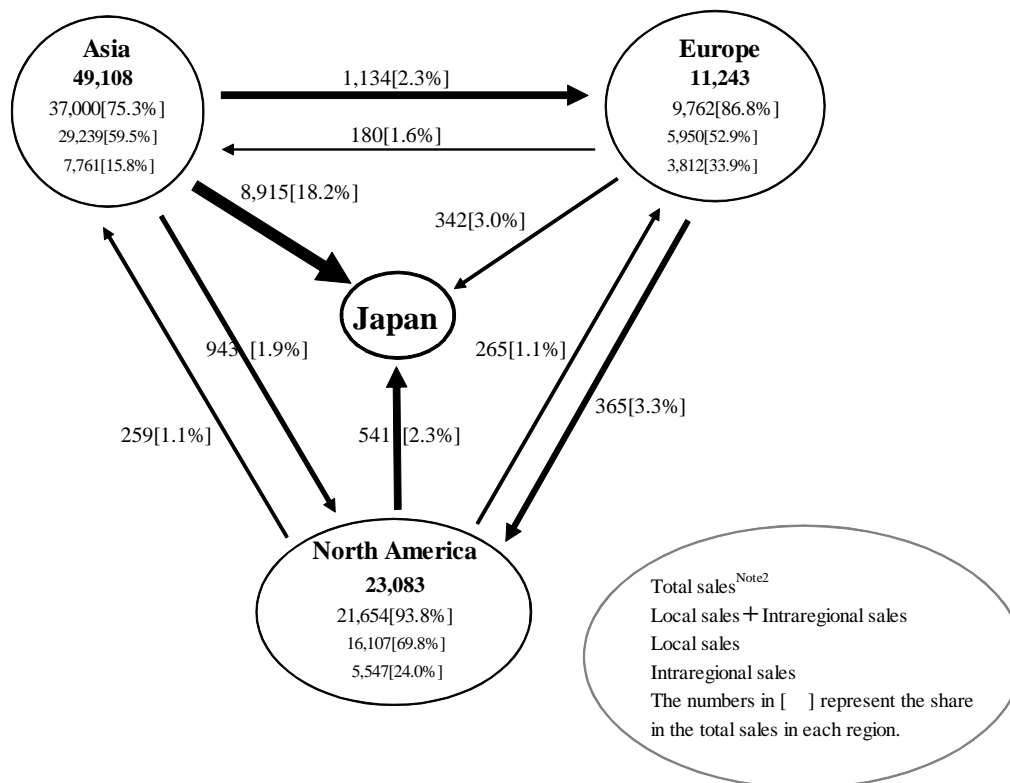 Asia
49,108
37,000[75.3%]
29,239[59.5%]
7,761[15.8%]
1,134[2.3%]
180[1.6%]
Europe
11,243
9,762[86.8%]
5,950[52.9%]
3,812[33.9%]
8,915[18.2%]
342[3.0%]
Japan
943 [1.9%]
265[1.1%]
259[1.1%]
541 [2.3%]
365[3.3%]
North America
23,083
21,654[93.8%]
16,107[69.8%]
5,547[24.0%]
Total sales Note2
Local sales+Intraregional sales
Local sales
Intraregional sales
The numbers in [ ] represent the share
in the total sales in each region.